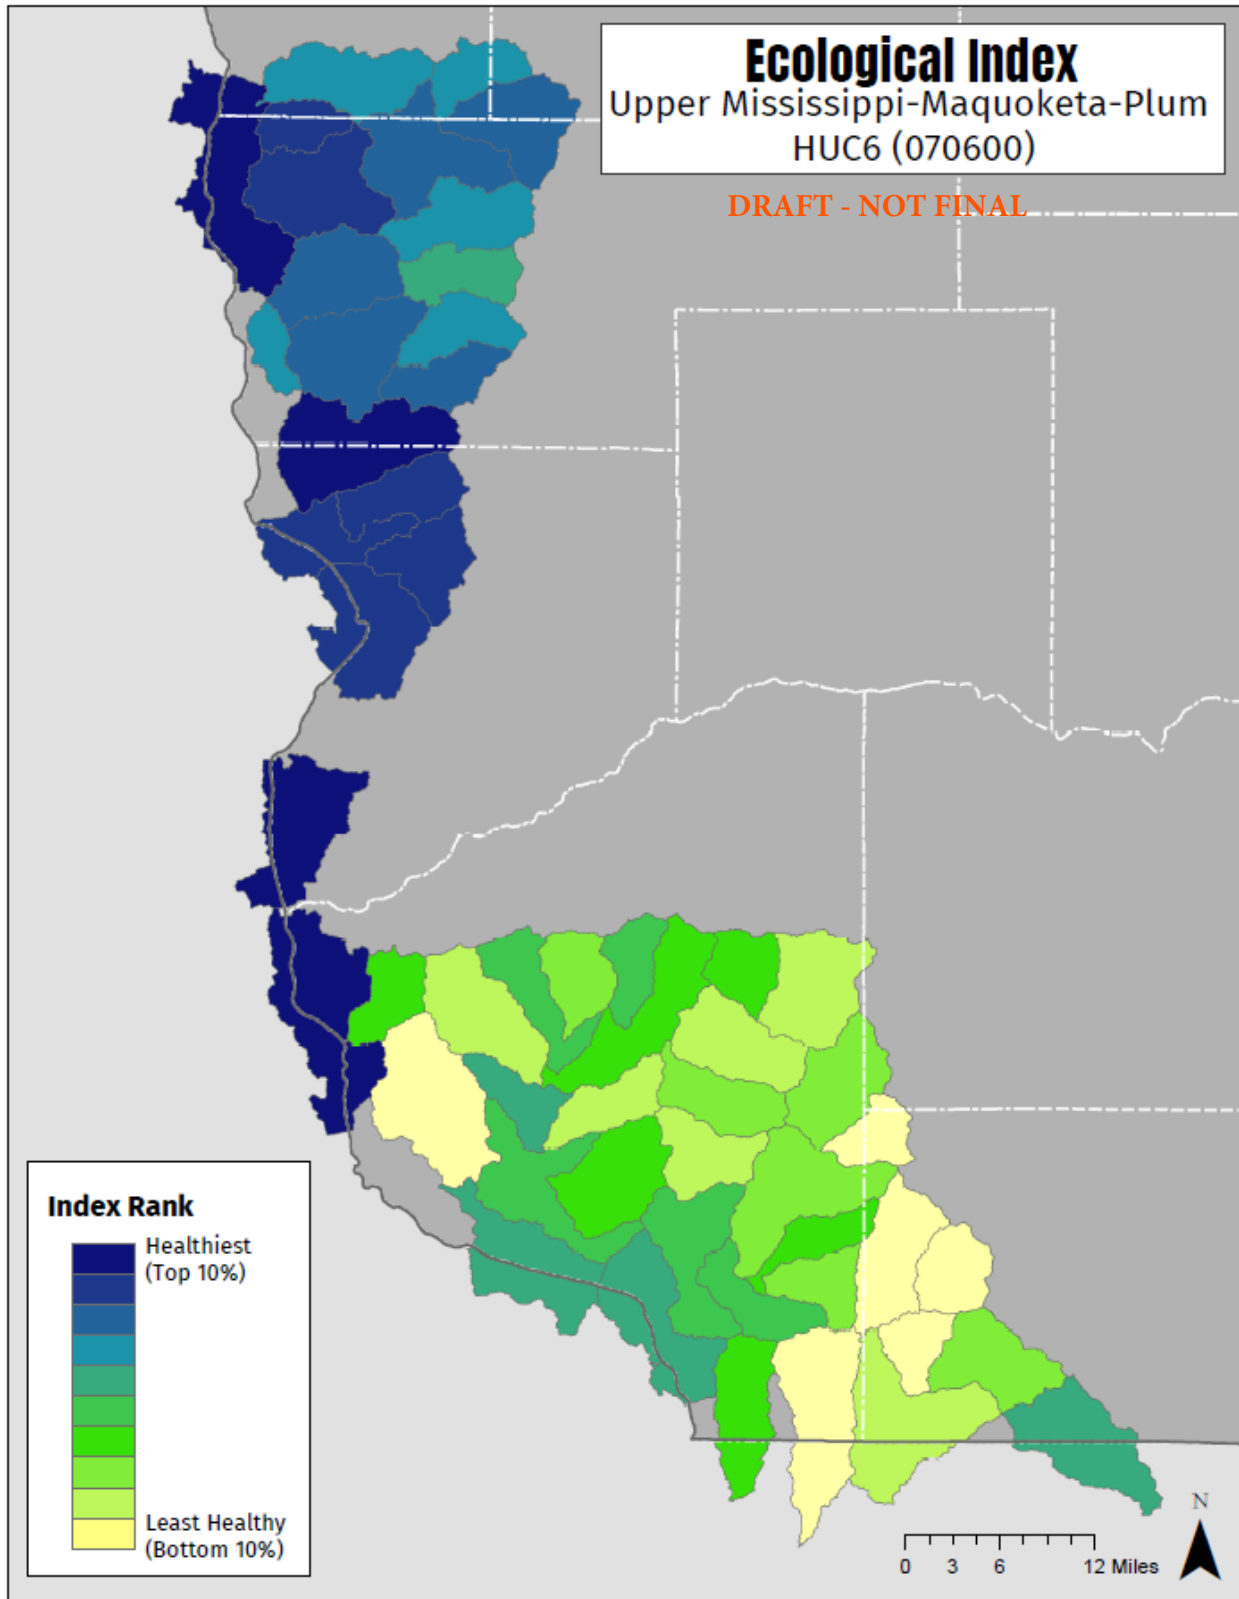 Ecological Index
Upper Mississippi-Maquoketa-Plum
HUC6 (070600)
DRAFT - NOT FINAL
Index Rank
Healthiest
(Top 10%)
Least Healthy
(Bottom 10%)
N
0 3 6 12 Miles